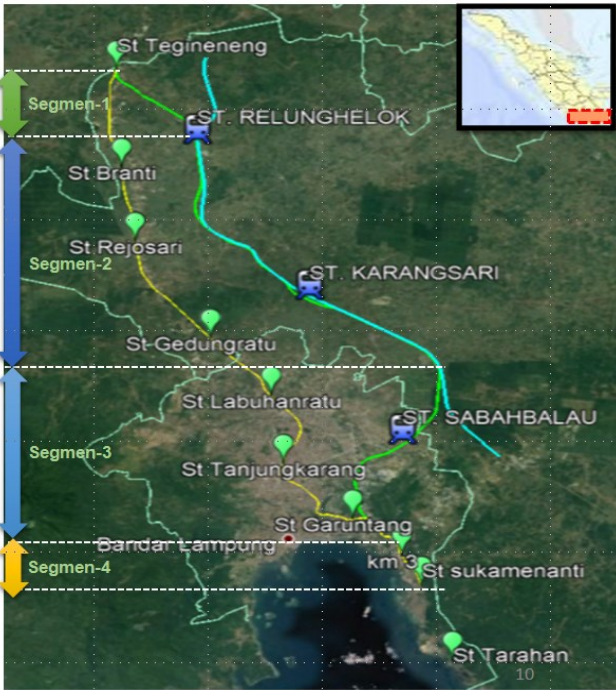 St Tegineneng
Segmen-1
ST. RELUNGHELOK
St Branti
St Rejosari
Segmen-2
ST. KARANGSARI
St Gedungratu
St Labuhanratu
ST. SABAHBALAU
Segmen-3
St Tanjungkarang
St Garuntang
Bandar Lampung
km 3
Segmen-4
St sukamenanti
St Tarahan
10